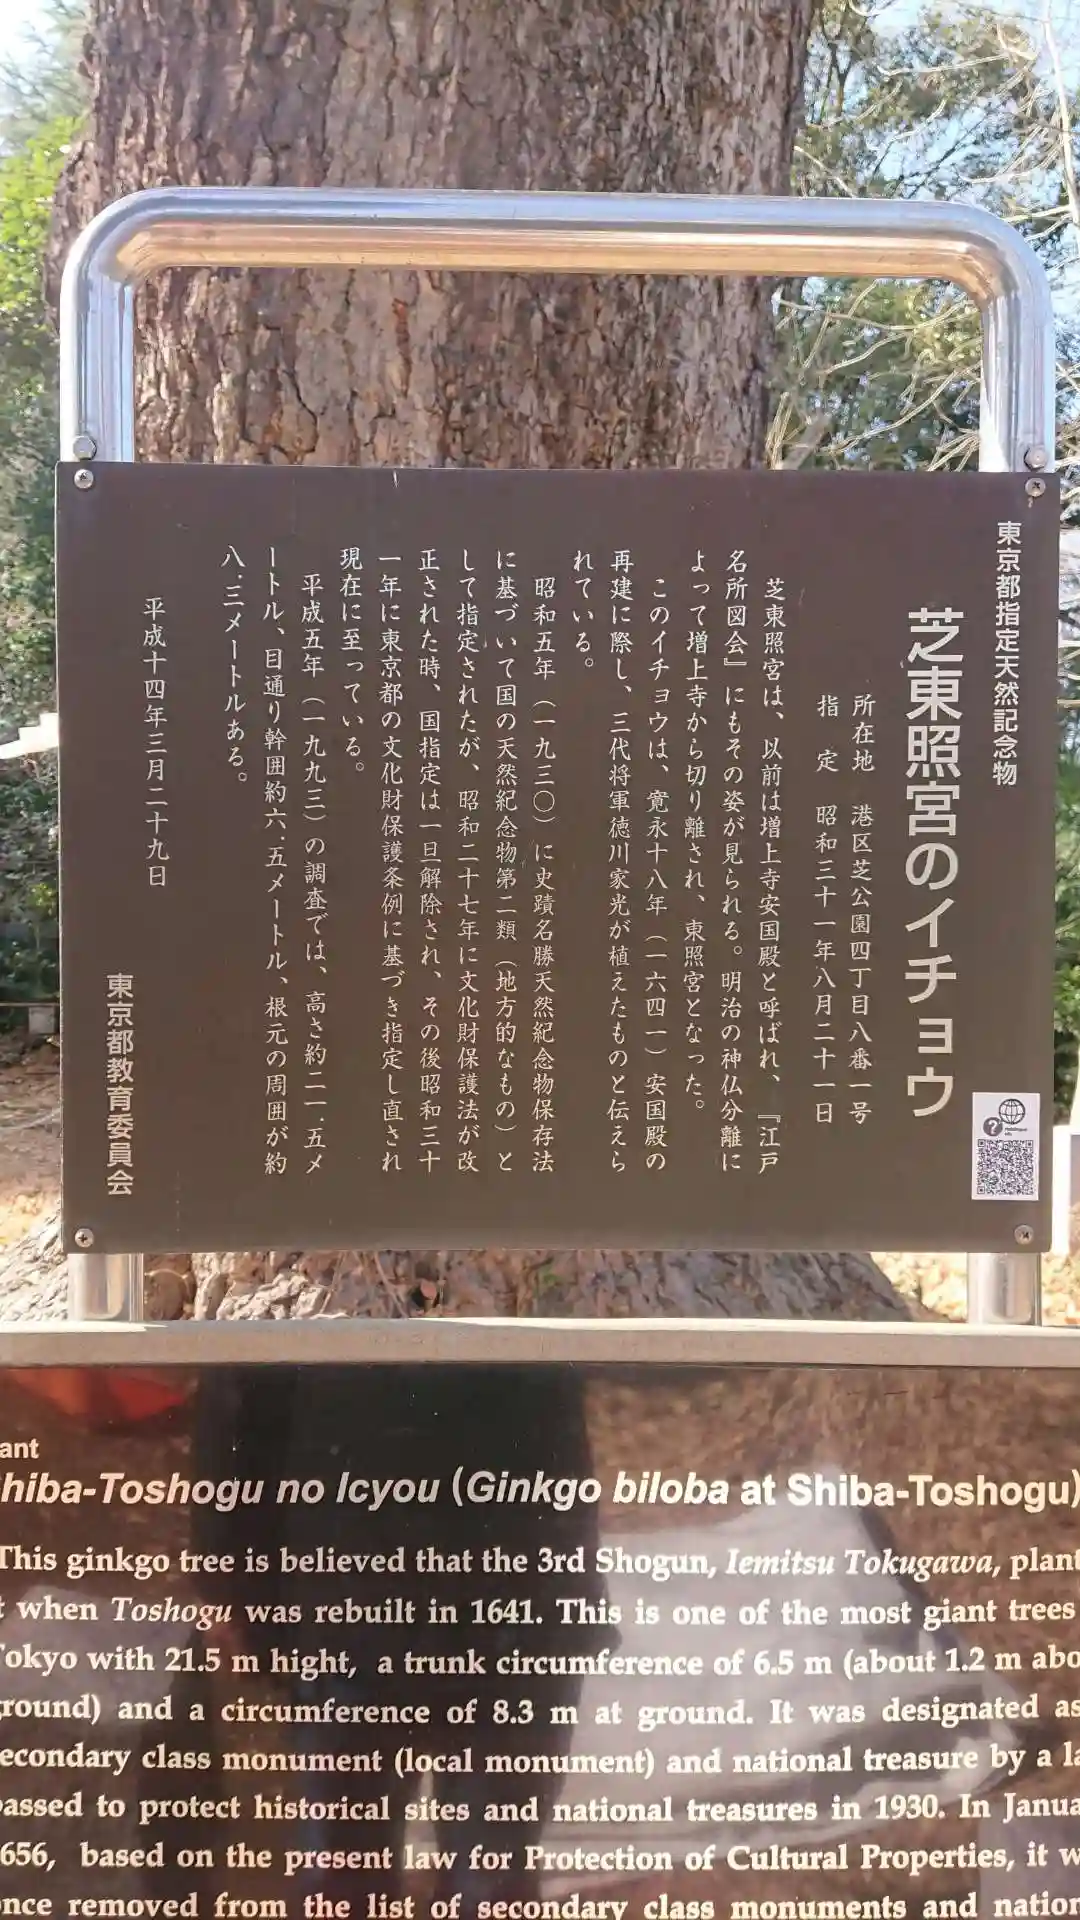 東京都指定天然記念物
芝東照宮のイチョウ
所在地 港区芝公園四丁目八番一号
指定 昭和三十一年八月二十一日
芝東照宮は、以前は増上寺安国殿と呼ばれ、『江戸
名所図会』にもその姿が見られる。明治の神仏分離に
よって増上寺から切り離され、東照宮となった。
このイチョウは、寛永十八年（一六四一）安国殿の
再建に際し、三代将軍徳川家光が植えたものと伝えら
れている。
昭和五年（一九三〇）に史蹟名勝天然紀念物保存法
に基づいて国の天然紀念物第二類（地方的なもの）と
して指定されたが、昭和二十七年に文化財保護法が改
正された時、国指定は一旦解除され、その後昭和三十
一年に東京都の文化財保護条例に基づき指定し直され
現在に至っている。
平成五年（一九九三）の調査では、高さ約二一.五メ
ートル、目通り幹囲約六.五メートル、根元の周囲が約
八.三メートルある。
平成十四年三月二十九日
東京都教育委員会
ant
hiba-Toshogu no Icyou (Ginkgo biloba at Shiba-Toshogu)
This ginkgo tree is believed that the 3rd Shogun, Iemitsu Tokugawa, plant
t when Toshogu was rebuilt in 1641. This is one of the most giant trees
Tokyo with 21.5 m hight, a trunk circumference of 6.5 m (about 1.2 m abo
ground) and a circumference of 8.3 m at ground. It was designated as
secondary class monument (local monument) and national treasure by a la
passed to protect historical sites and national treasures in 1930. In Janua
656, based on the present law for Protection of Cultural Properties, it w
once removed from the list of secondary class monuments and nation